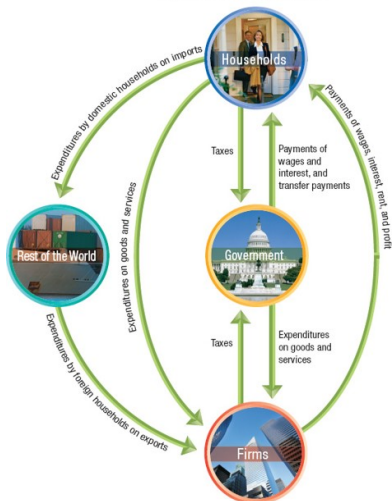 Households
Expenditures by domestic households on imports
Payments of wages, interest, rent, and profit
Taxes
Payments of
wages and
interest, and
transfer payments
Expenditures on goods and services
Rest of the World
Government
Taxes
Expenditures
on goods and
services
Expenditures by foreign households on exports
Firms